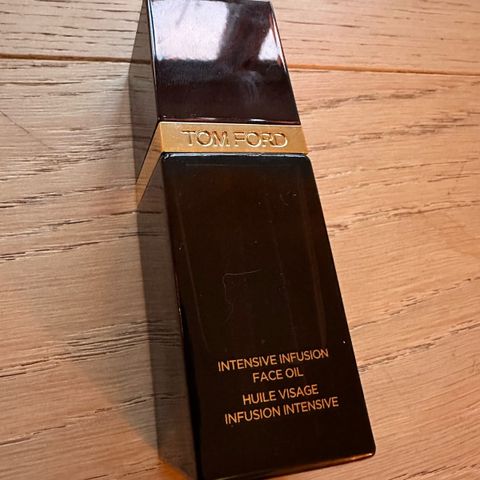 TOM FORD
INTENSIVE INFUSION
FACE OIL
HUILE VISAGE
INFUSION INTENSIVE